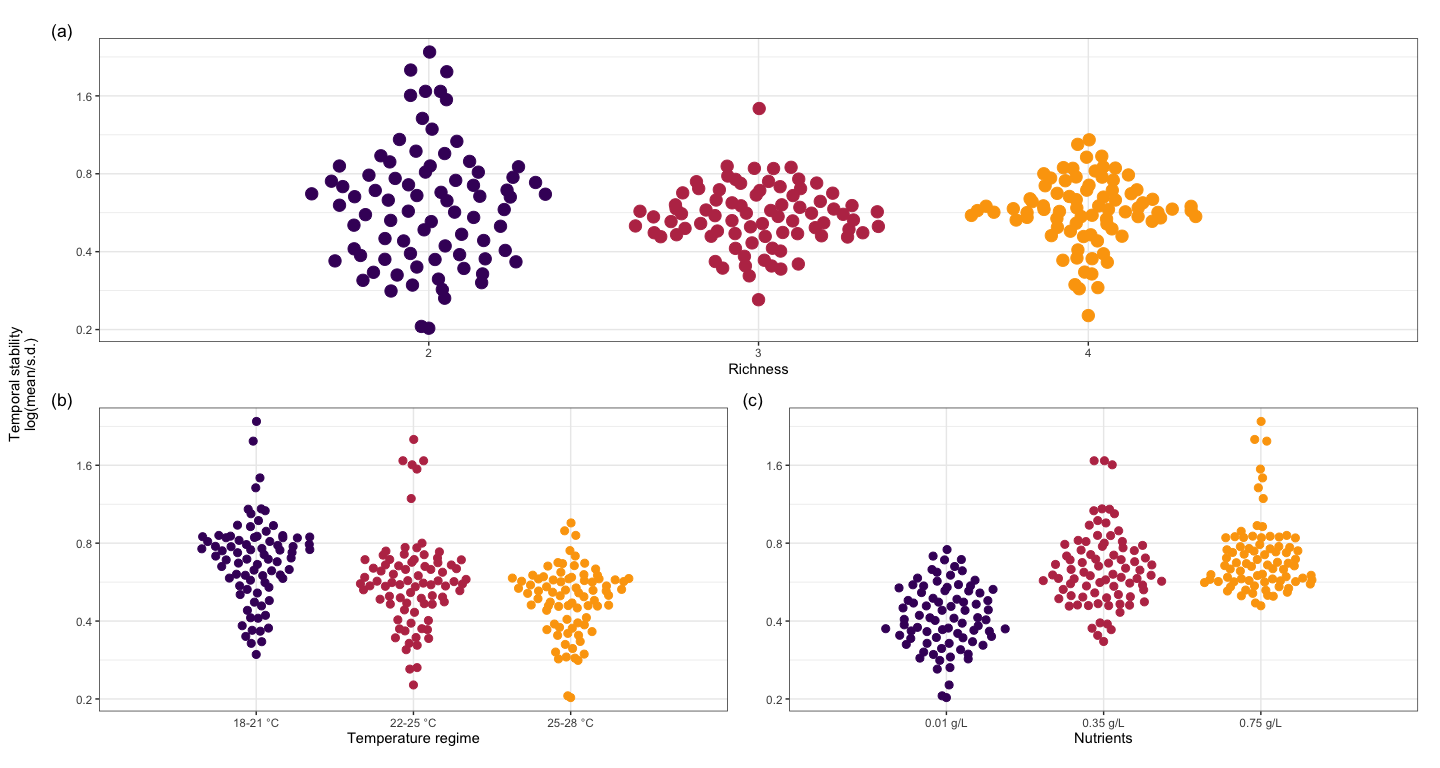 (a)
1.6
0.8
0.4
0.2
2 3 4
Richness
Temporal stability
log(mean/s.d.)
(b)
1.6
0.8
0.4
0.2
18-21 °C 22-25 °C 25-28 °C
Temperature regime
(c)
1.6
0.8
0.4
0.2
0.01 g/L 0.35 g/L 0.75 g/L
Nutrients